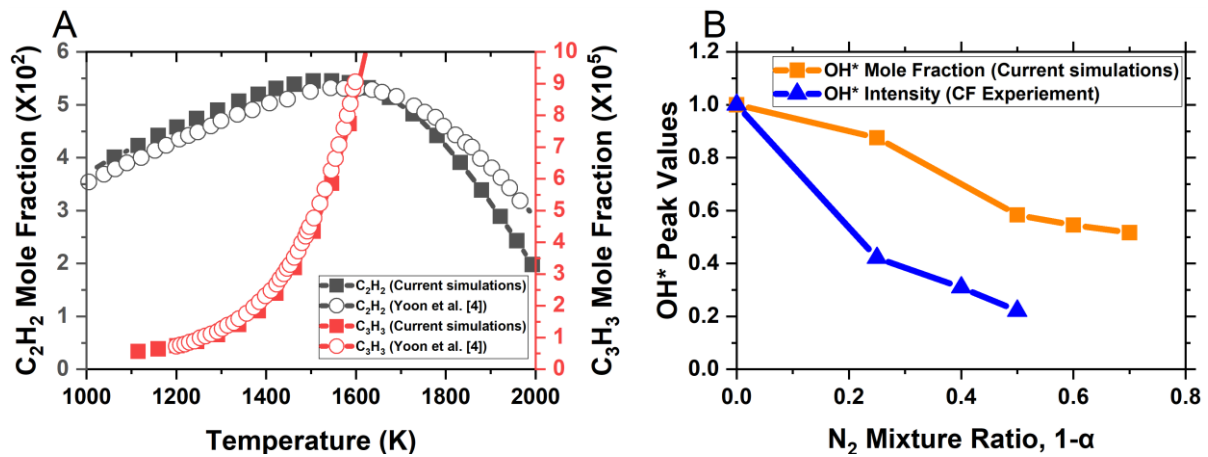 A
C₂H₂ Mole Fraction (X10²)
6
5
4
3
2
1
0
10
9
8
7
6
5
4
3
2
1
0
C₃H₃ Mole Fraction (X10⁵)
C₂H₂ (Current simulations)
C₂H₂ (Yoon et al. [4])
C₃H₃ (Current simulations)
C₃H₃ (Yoon et al. [4])
1000 1200 1400 1600 1800 2000
Temperature (K)
B
OH* Peak Values
1.2
1.0
0.8
0.6
0.4
0.2
0.0
OH* Mole Fraction (Current simulations)
OH* Intensity (CF Experiement)
0.0 0.2 0.4 0.6 0.8
N₂ Mixture Ratio, 1-α